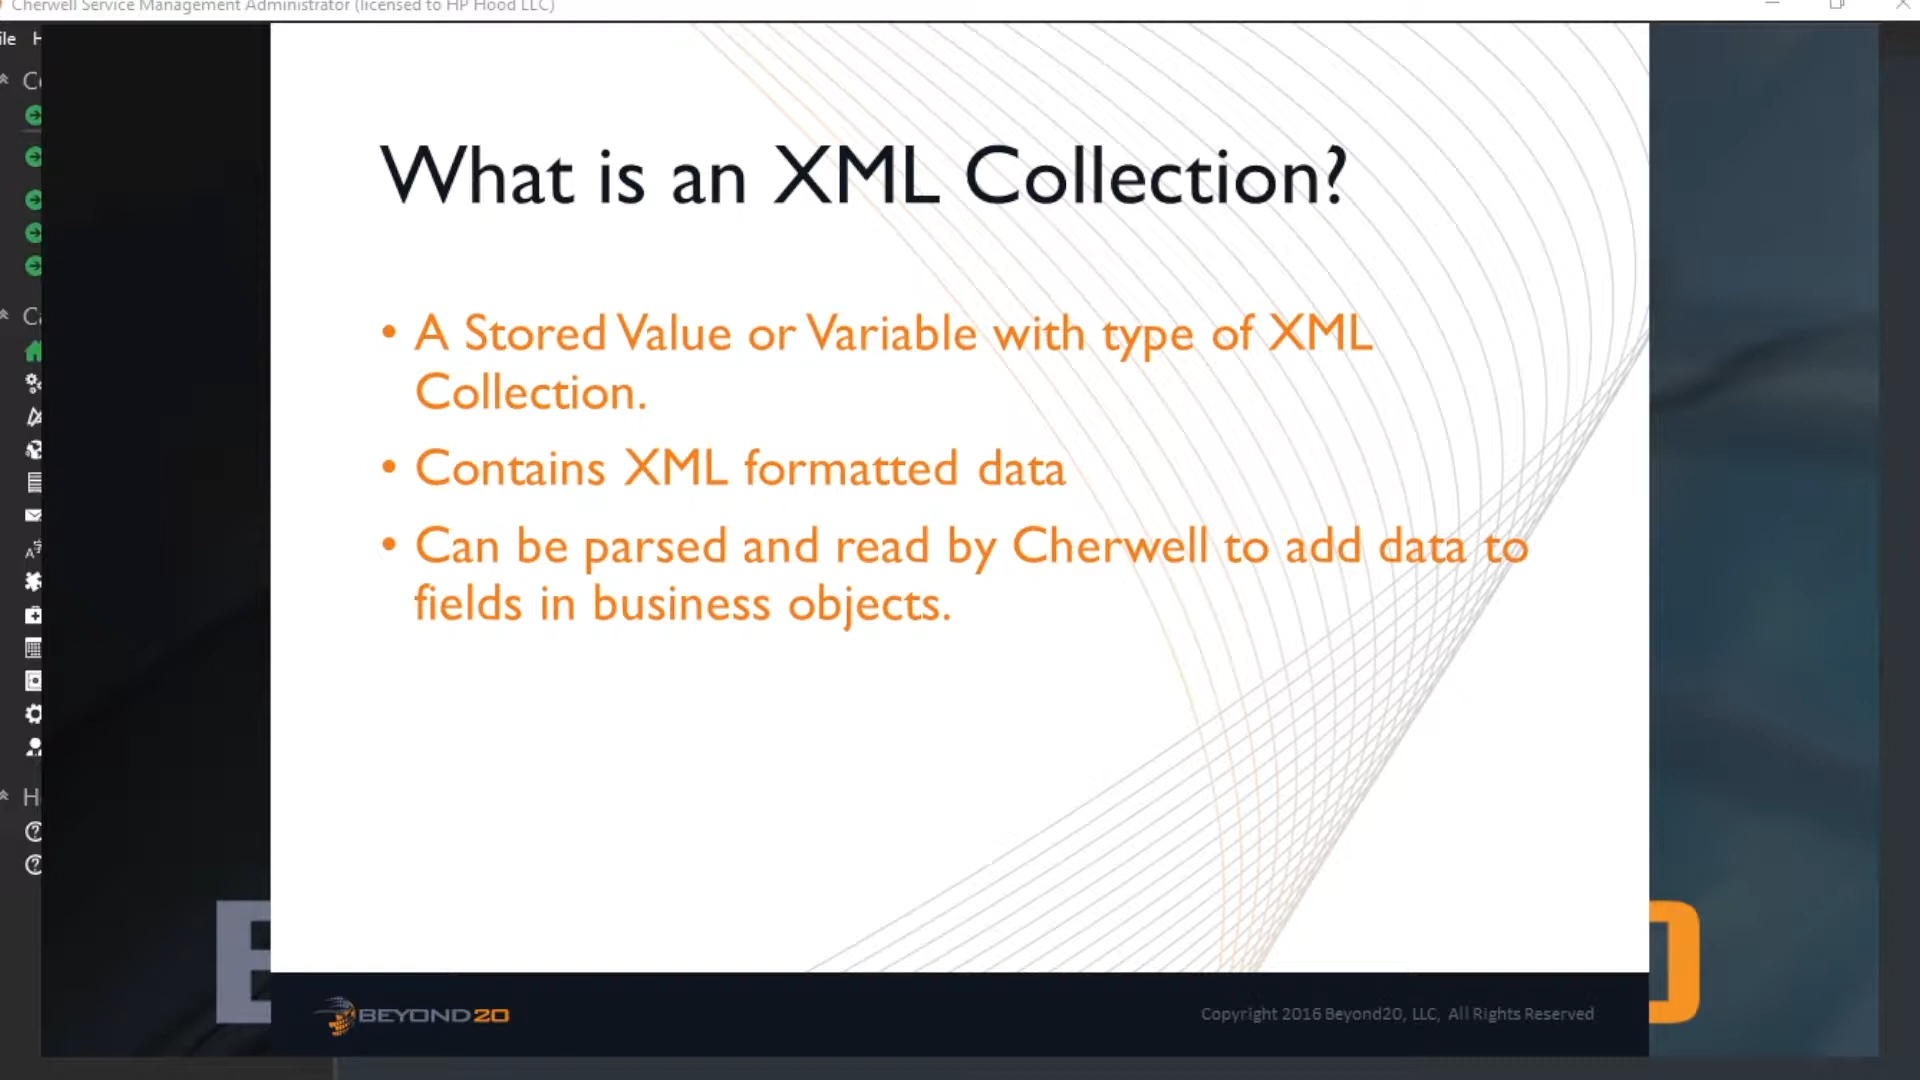 Cherwell Service Management Administrator (licensed to HP Hood LLC)
What is an XML Collection?
• A Stored Value or Variable with type of XML
Collection.
• Contains XML formatted data
• Can be parsed and read by Cherwell to add data to
fields in business objects.
BEYOND20
Copyright 2016 Beyond20, LLC, All Rights Reserved